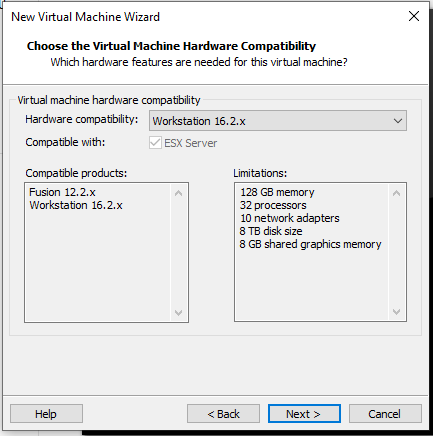 New Virtual Machine Wizard
Choose the Virtual Machine Hardware Compatibility
Which hardware features are needed for this virtual machine?
Virtual machine hardware compatibility
Hardware compatibility: Workstation 16.2.x
Compatible with: ESX Server
Compatible products: Limitations:
Fusion 12.2.x
Workstation 16.2.x
128 GB memory
32 processors
10 network adapters
8 TB disk size
8 GB shared graphics memory
Help < Back Next > Cancel